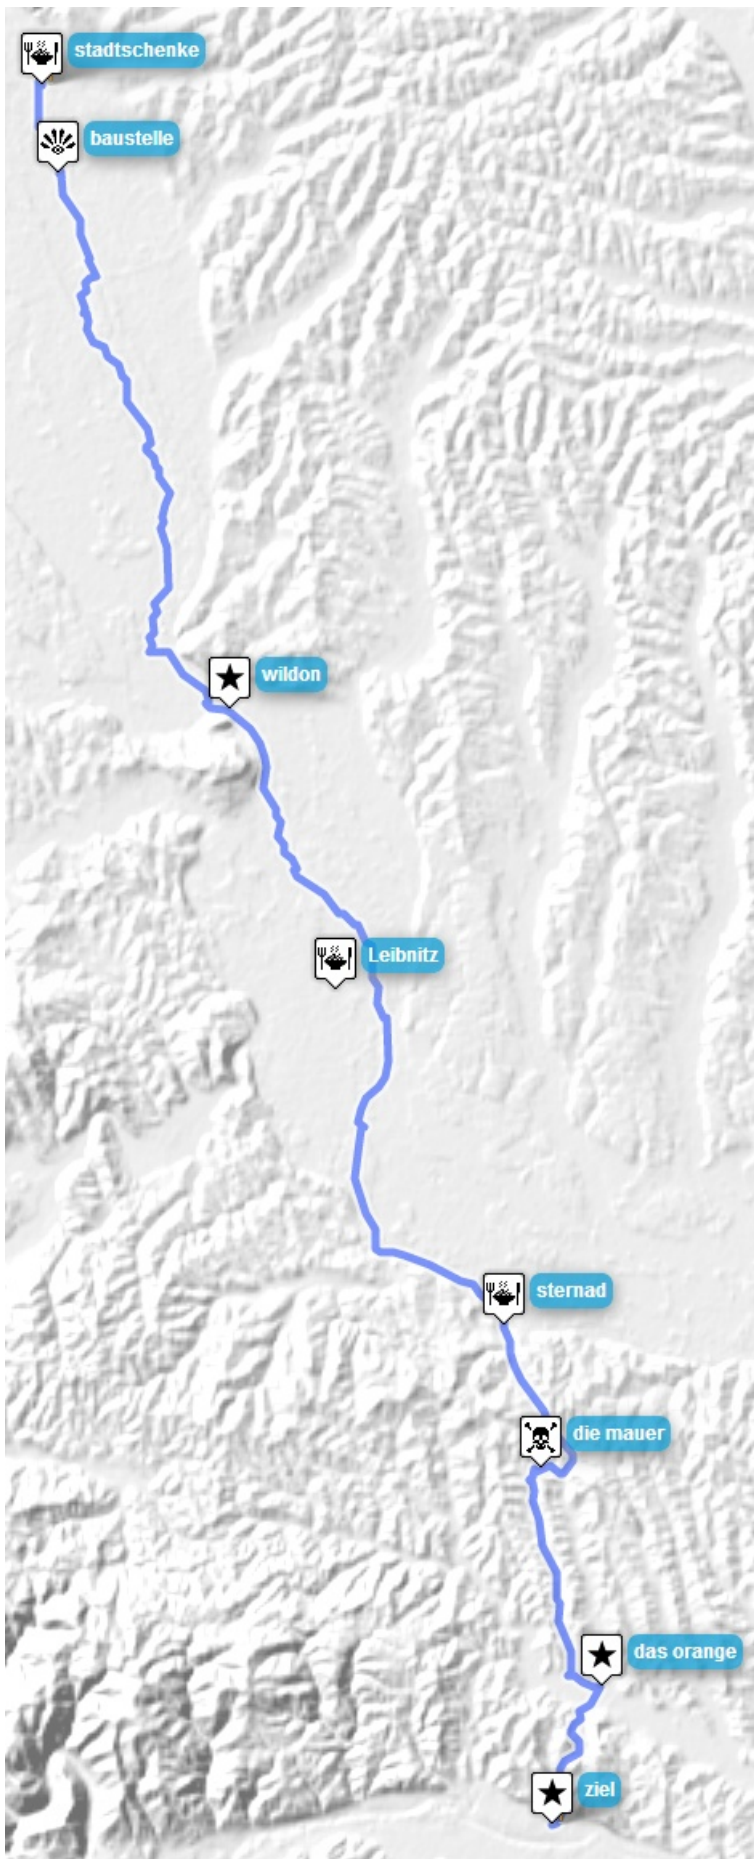 stadtschenke
baustelle
wildon
Leibnitz
sternad
die mauer
das orange
ziel